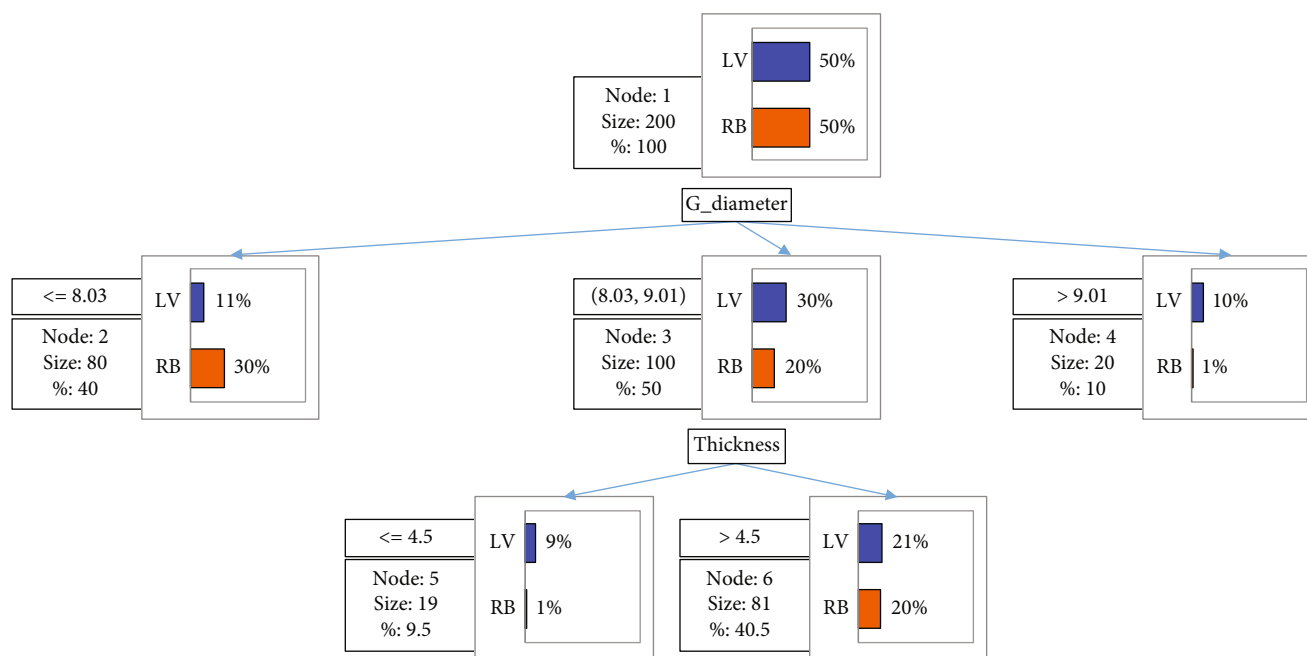 LV 50%
Node: 1
Size: 200
%: 100
RB 50%
G_diameter
<= 8.03
LV 11%
Node: 2
Size: 80
%: 40
RB 30%
(8.03, 9.01)
LV 30%
Node: 3
Size: 100
%: 50
RB 20%
> 9.01
LV 10%
Node: 4
Size: 20
%: 10
RB 1%
Thickness
<= 4.5
LV 9%
Node: 5
Size: 19
%: 9.5
RB 1%
> 4.5
LV 21%
Node: 6
Size: 81
%: 40.5
RB 20%